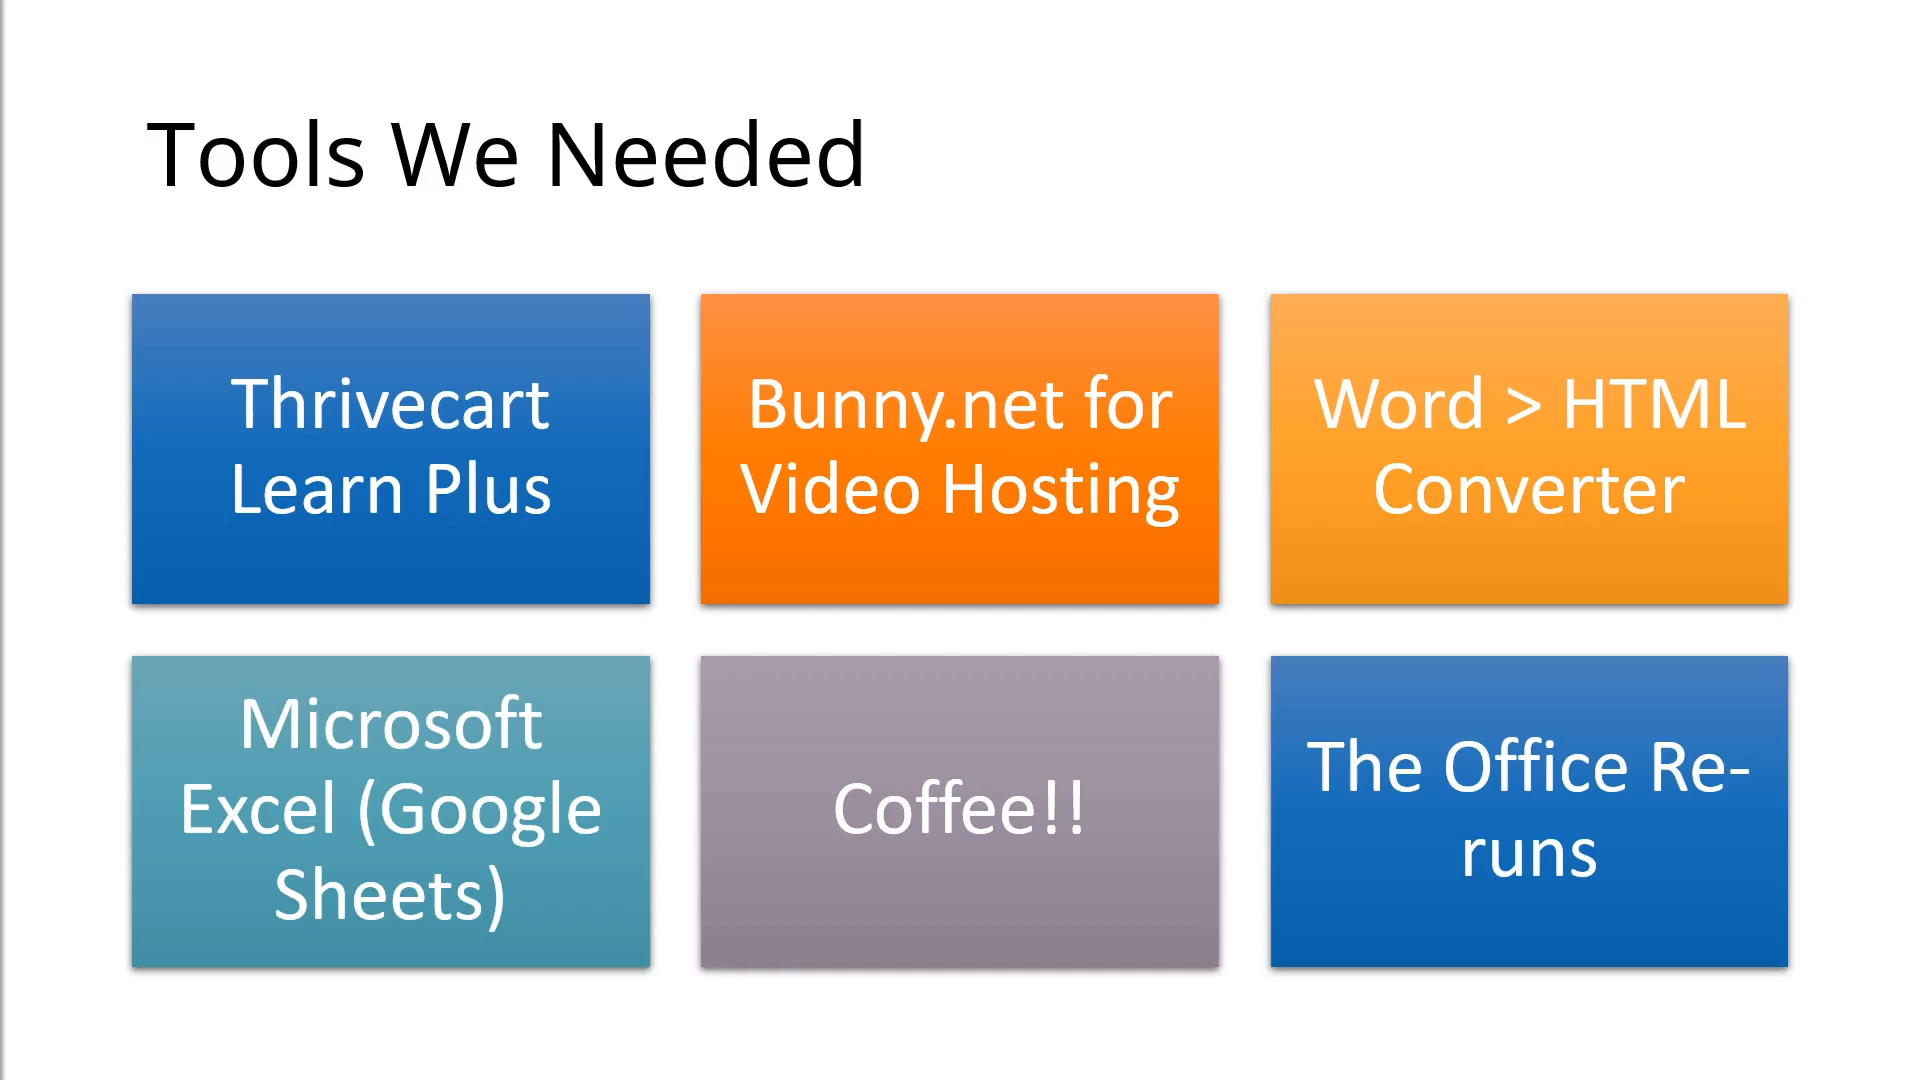 Tools We Needed
Thrivecart
Learn Plus
Bunny.net for
Video Hosting
Word > HTML
Converter
Microsoft
Excel (Google
Sheets)
Coffee!!
The Office Re-
runs